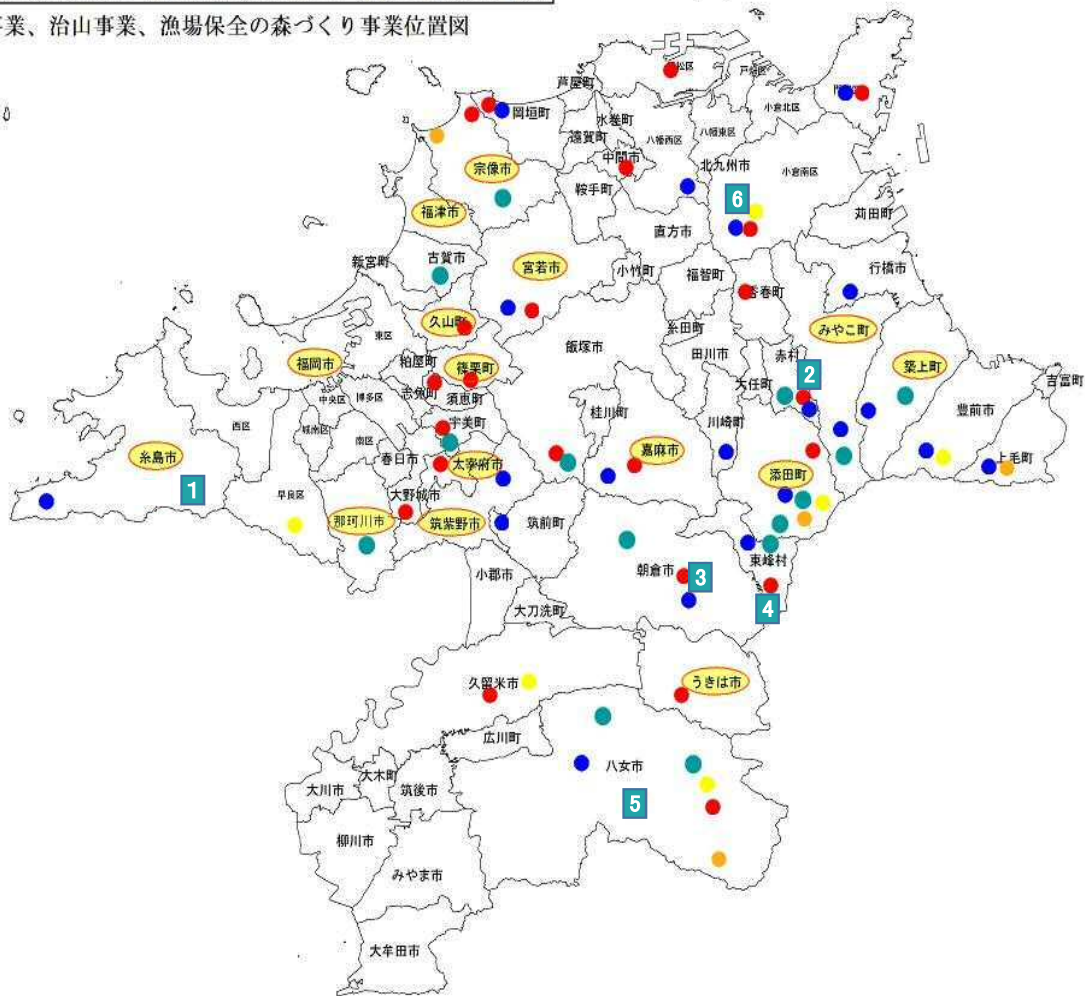 事業、治山事業、漁場保全の森づくり事業位置図
芦屋町
戸畑区
岡垣町
水巻町
小倉北区
遠賀町
八幡西区
八幡東区
中間市
北九州市
小倉南区
宗像市
鞍手町
6
福津市
苅田町
直方市
古賀市
新宮町
宮若市
小竹町
福智町
行橋市
香春町
久山町
糸田町
みやこ町
東区
飯塚市
福岡市
粕屋町
篠栗町
田川市
赤村
築上町
志免町
須恵町
大任町
2
吉富町
中央区
博多区
桂川町
豊前市
西区
城南区
南区
宇美町
川崎町
糸島市
春日市
太宰府市
嘉麻市
上毛町
添田町
1
早良区
大野城市
那珂川市
筑紫野市
筑前町
東峰村
小郡市
朝倉市
3
大刀洗町
4
久留米市
うきは市
広川町
八女市
大木町
大川市
筑後市
5
柳川市
みやま市
大牟田市